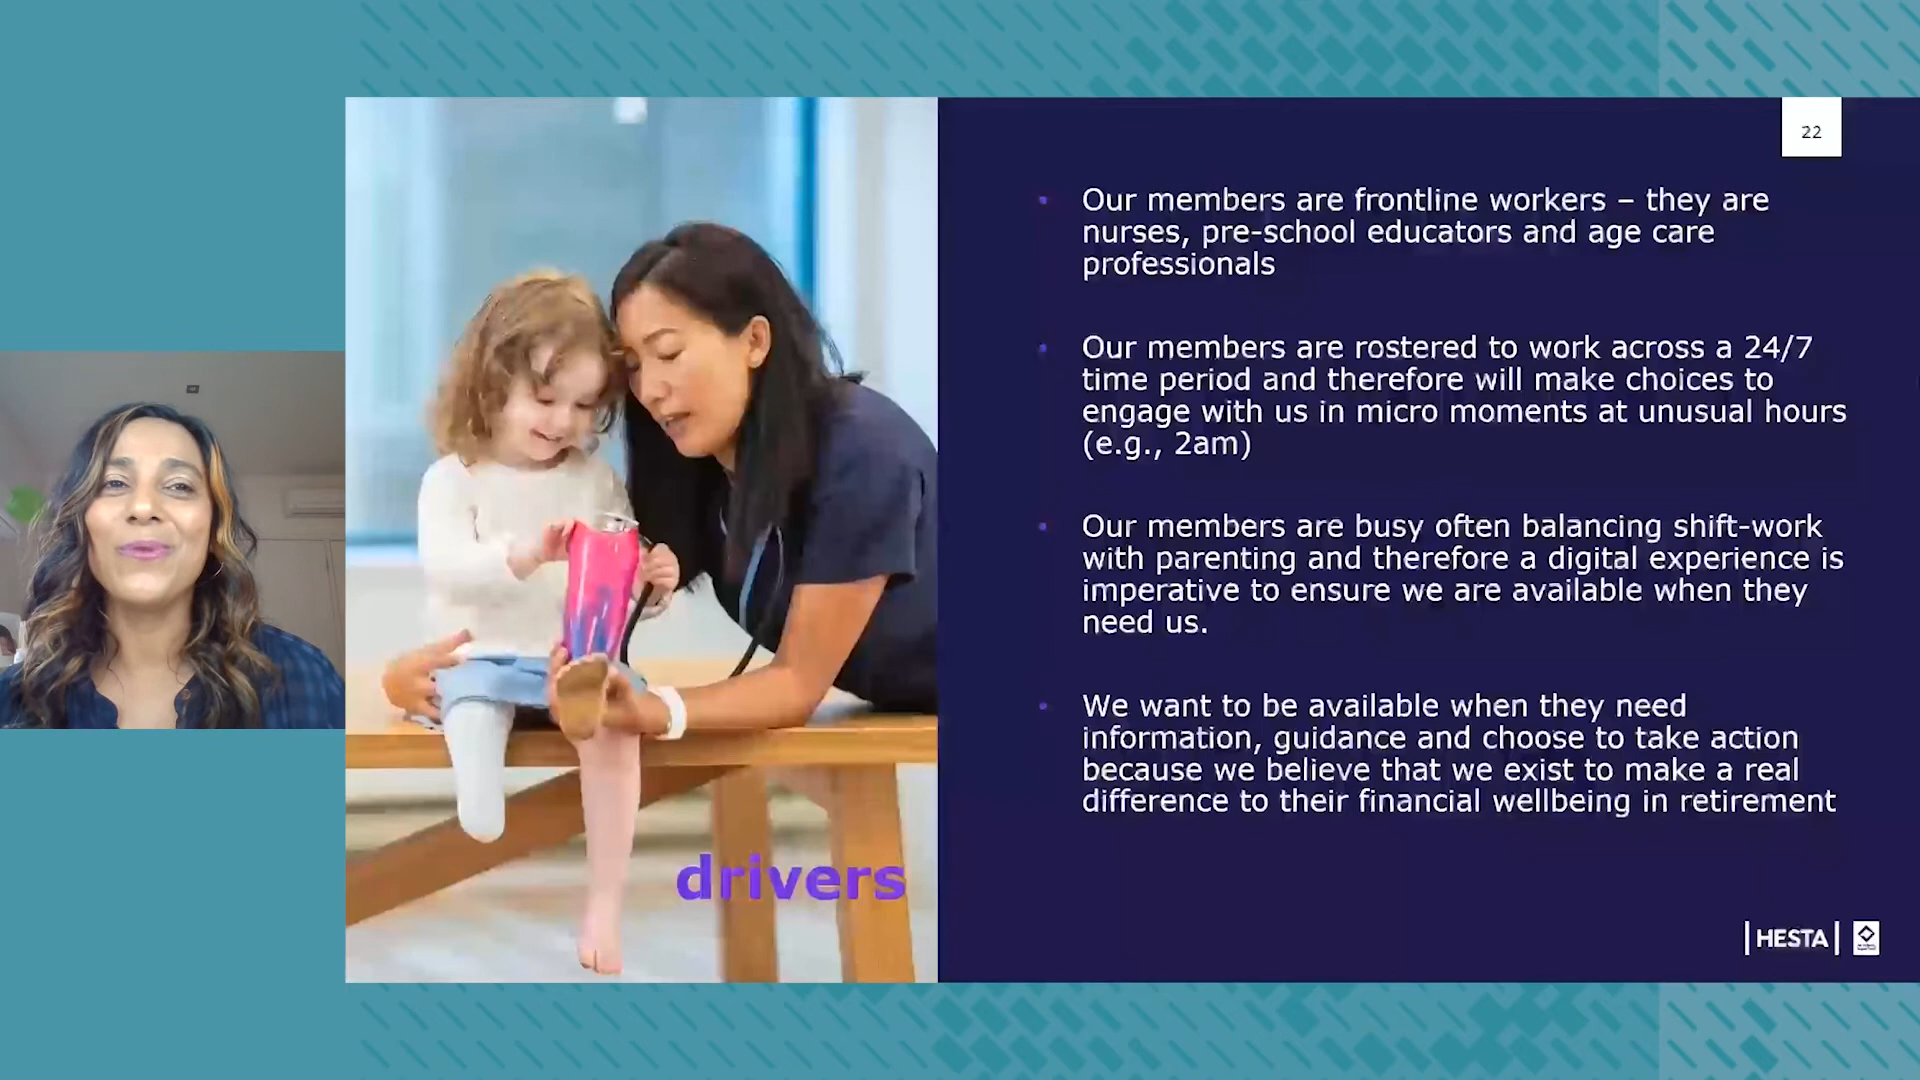 22
Our members are frontline workers – they are
nurses, pre-school educators and age care
professionals
Our members are rostered to work across a 24/7
time period and therefore will make choices to
engage with us in micro moments at unusual hours
(e.g., 2am)
Our members are busy often balancing shift-work
with parenting and therefore a digital experience is
imperative to ensure we are available when they
need us.
We want to be available when they need
information, guidance and choose to take action
because we believe that we exist to make a real
difference to their financial wellbeing in retirement
drivers
HESTA